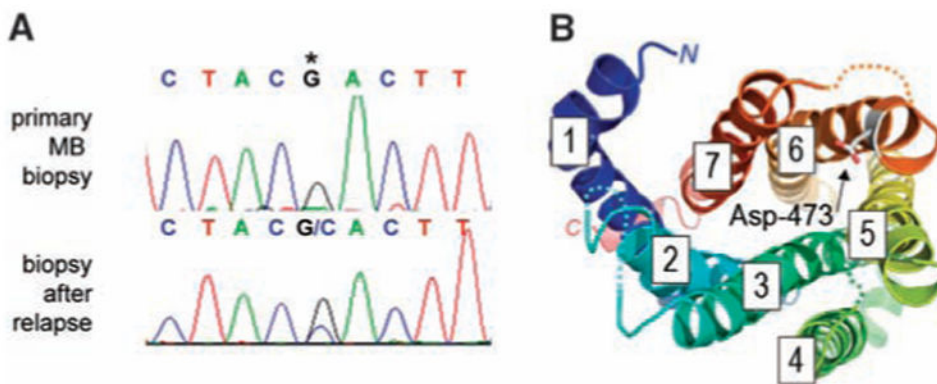 A
*
C T A C G A C T T
primary
MB
biopsy
C T A C G/C A C T T
biopsy
after
relapse
B
N
1
7
6
Asp-473
5
C
2
3
4